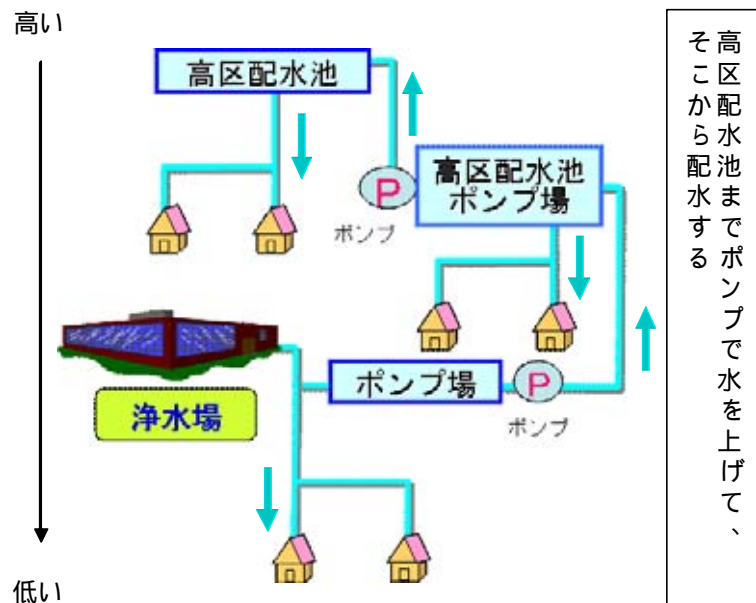 高い
高区配水池
高区配水池
ポンプ場
P
ポンプ
浄水場
ポンプ場
P
ポンプ
低い
高区配水池までポンプで水を上げて、
そこから配水する